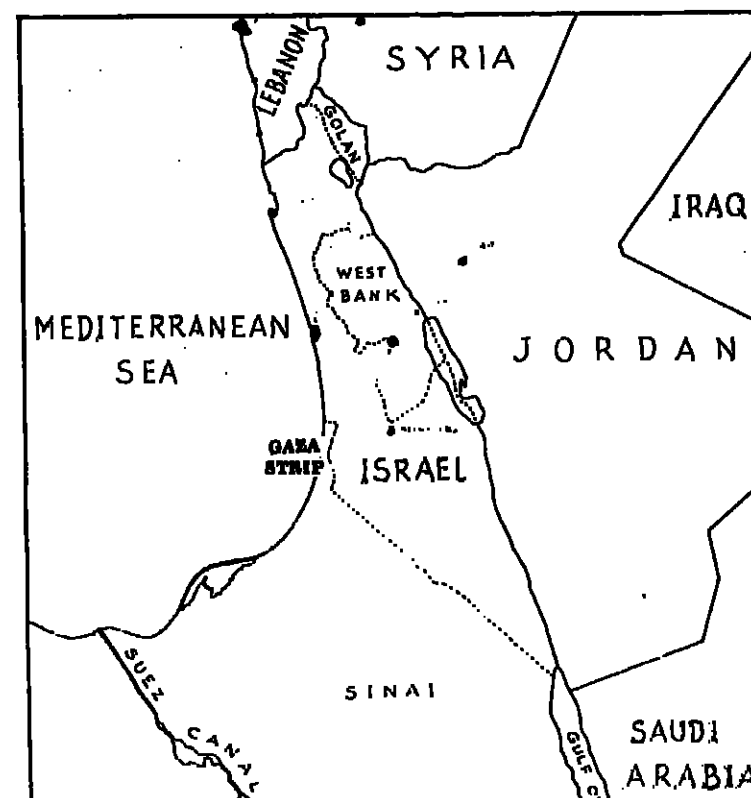 SYRIA
LEBANON
GOLAN
IRAQ
WEST
BANK
MEDITERRANEAN
SEA
JORDAN
GAZA
STRIP
ISRAEL
SUEZ
CANAL
SINAI
GULF
SAUDI
ARABIA